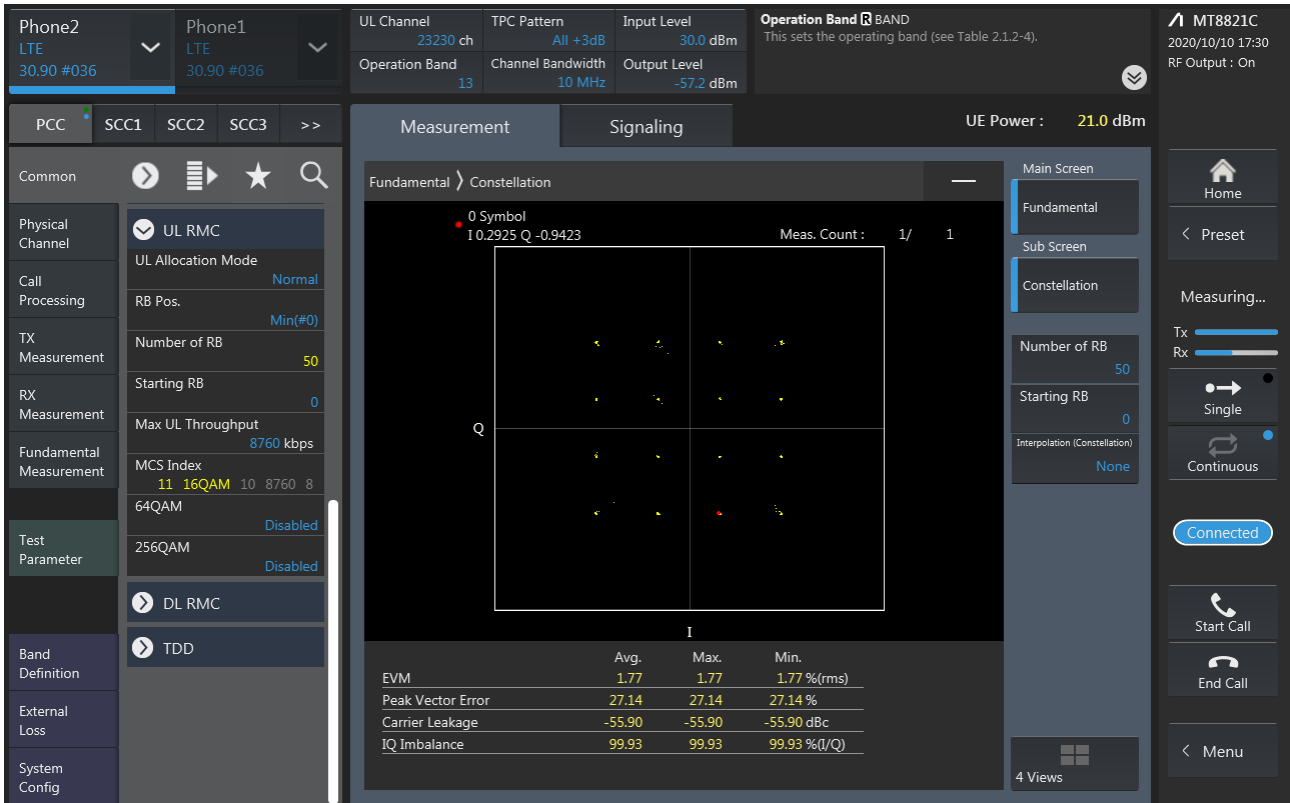 Phone2
LTE
30.90 #036
Phone1
LTE
30.90 #036
UL Channel
23230 ch
TPC Pattern
All +3dB
Input Level
30.0 dBm
Operation Band
13
Channel Bandwidth
10 MHz
Output Level
-57.2 dBm
Operation Band R BAND
This sets the operating band (see Table 2.1.2-4).
MT8821C
2020/10/10 17:30
RF Output : On
PCC
SCC1
SCC2
SCC3
>>
Measurement
Signaling
UE Power : 21.0 dBm
Common
Physical
Channel
Call
Processing
TX
Measurement
RX
Measurement
Fundamental
Measurement
Test
Parameter
Band
Definition
External
Loss
System
Config
UL RMC
UL Allocation Mode
Normal
RB Pos.
Min(#0)
Number of RB
50
Starting RB
0
Max UL Throughput
8760 kbps
MCS Index
11 16QAM 10 8760 8
64QAM
Disabled
256QAM
Disabled
DL RMC
TDD
Fundamental > Constellation
0 Symbol
I 0.2925 Q -0.9423
Meas. Count : 1/ 1
Q
I
Avg. Max. Min.
EVM 1.77 1.77 1.77 %(rms)
Peak Vector Error 27.14 27.14 27.14 %
Carrier Leakage -55.90 -55.90 -55.90 dBc
IQ Imbalance 99.93 99.93 99.93 %(I/Q)
Main Screen
Fundamental
Sub Screen
Constellation
Number of RB
50
Starting RB
0
Interpolation (Constellation)
None
4 Views
Home
< Preset
Measuring...
Tx
Rx
Single
Continuous
Connected
Start Call
End Call
< Menu